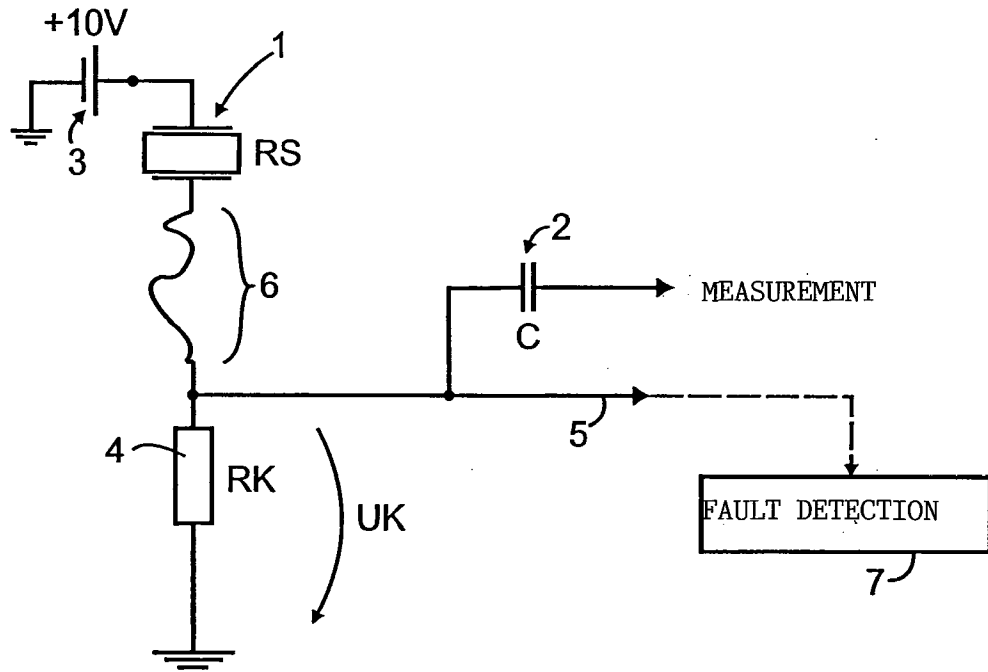 +10V
1
3
RS
2
6
MEASUREMENT
C
5
4
RK
UK
FAULT DETECTION
7